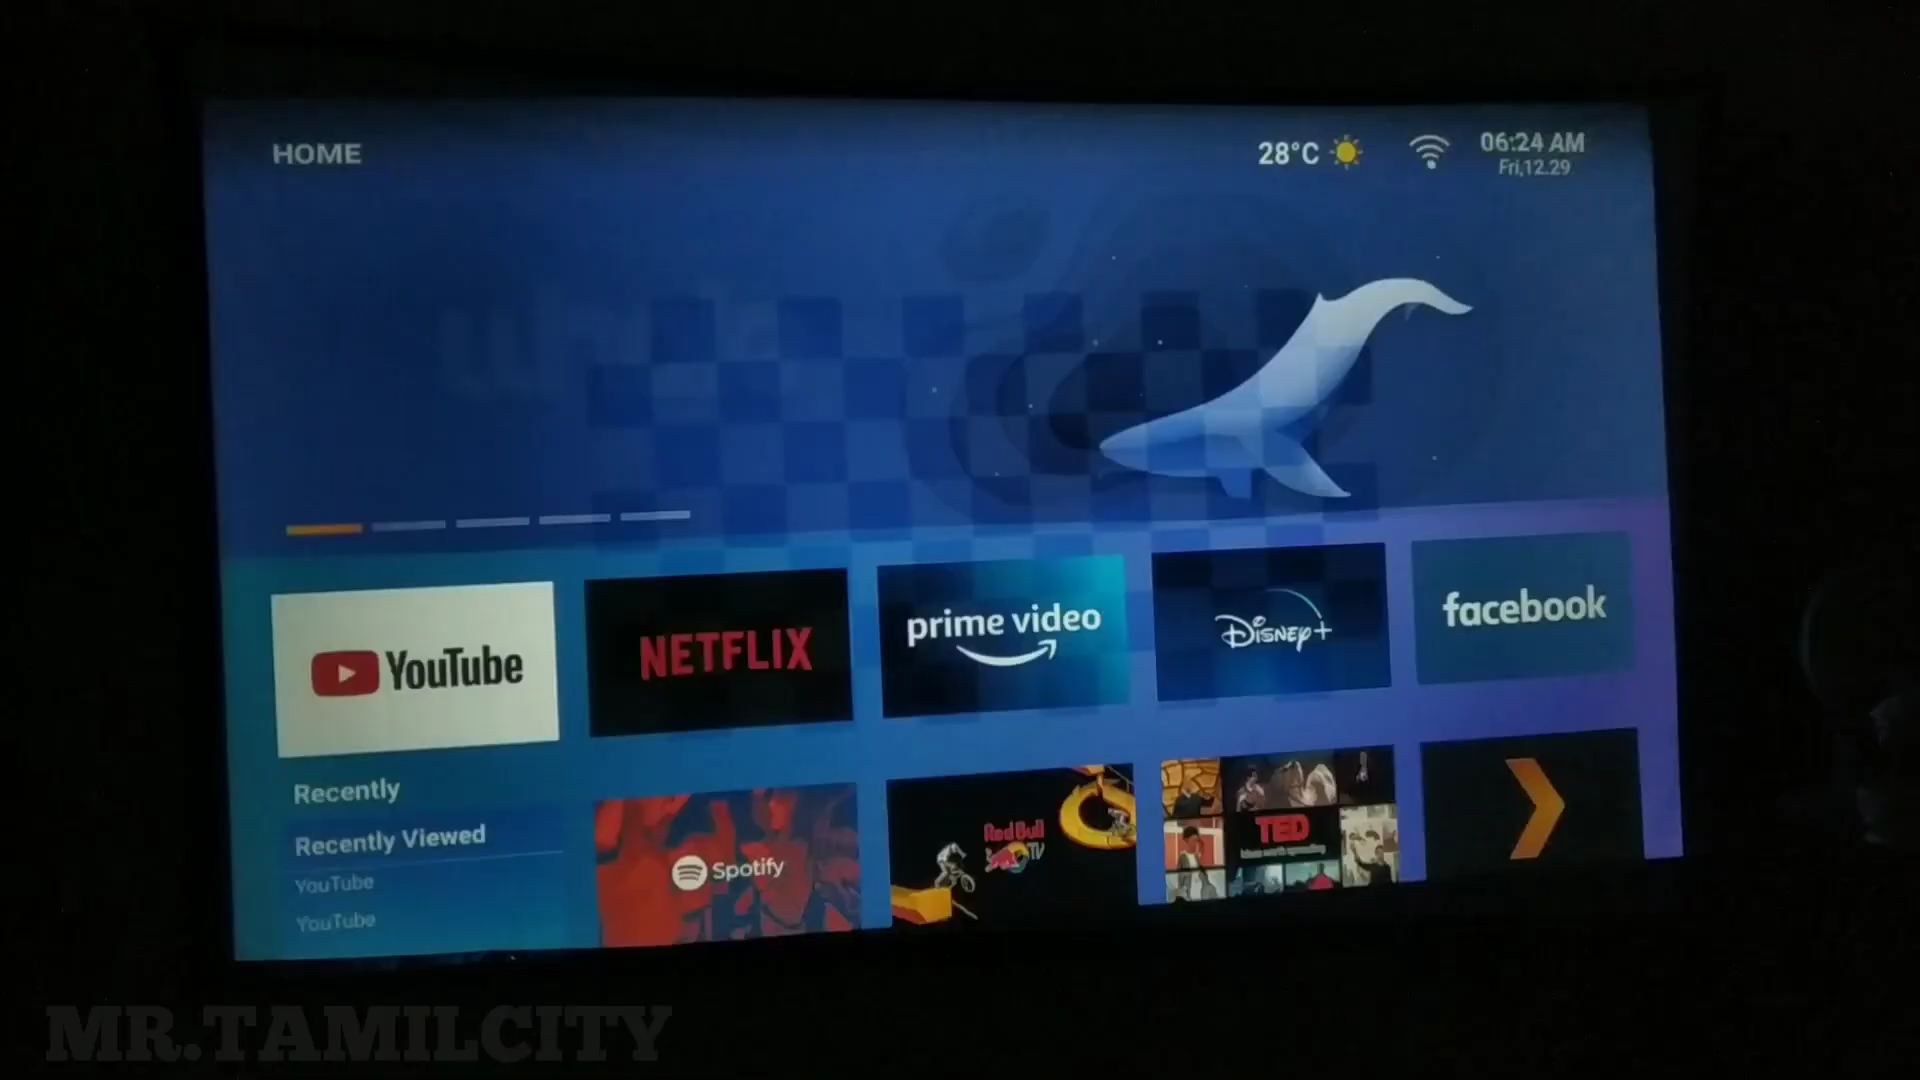 HOME
28°C
06:24 AM
Fri,12.29
YouTube
NETFLIX
prime video
Disney+
facebook
Recently
Recently Viewed
YouTube
YouTube
Spotify
Red Bull
TV
TED
MR.TAMILCITY